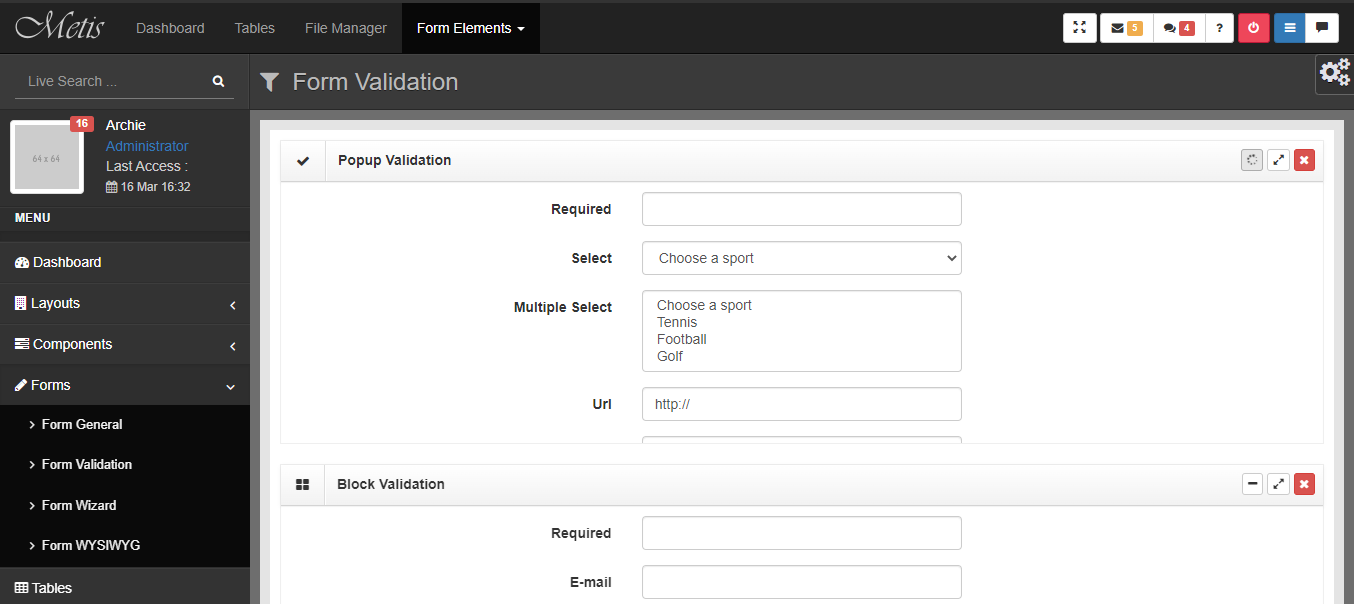 Metis Dashboard Tables File Manager Form Elements 5 4 ?
Live Search ...
Form Validation
16
64 x 64
Archie
Administrator
Last Access :
16 Mar 16:32
MENU
Dashboard
Layouts
Components
Forms
Form General
Form Validation
Form Wizard
Form WYSIWYG
Tables
Popup Validation
Required
Select Choose a sport
Multiple Select Choose a sport
Tennis
Football
Golf
Url http://
Block Validation
Required
E-mail